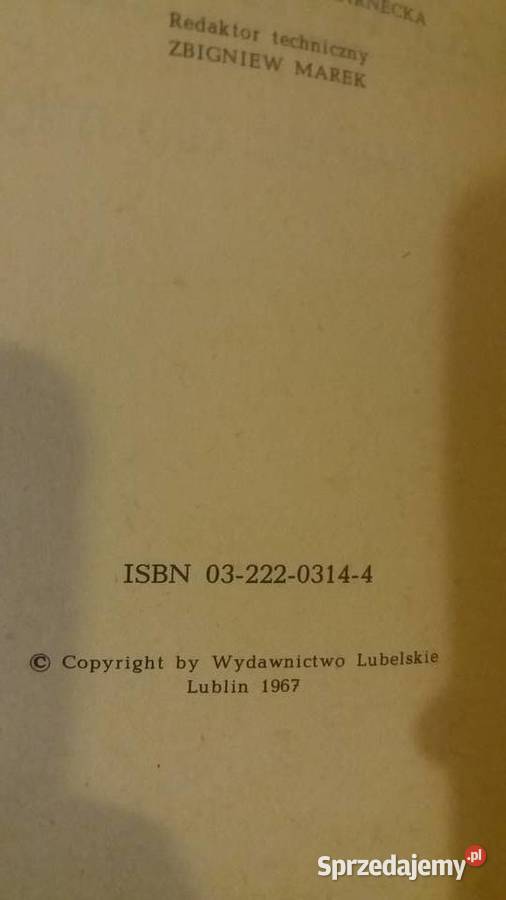 Redaktor techniczny
ZBIGNIEW MAREK
ISBN 03-222-0314-4
© Copyright by Wydawnictwo Lubelskie
Lublin 1967
Sprzedajemy.pl